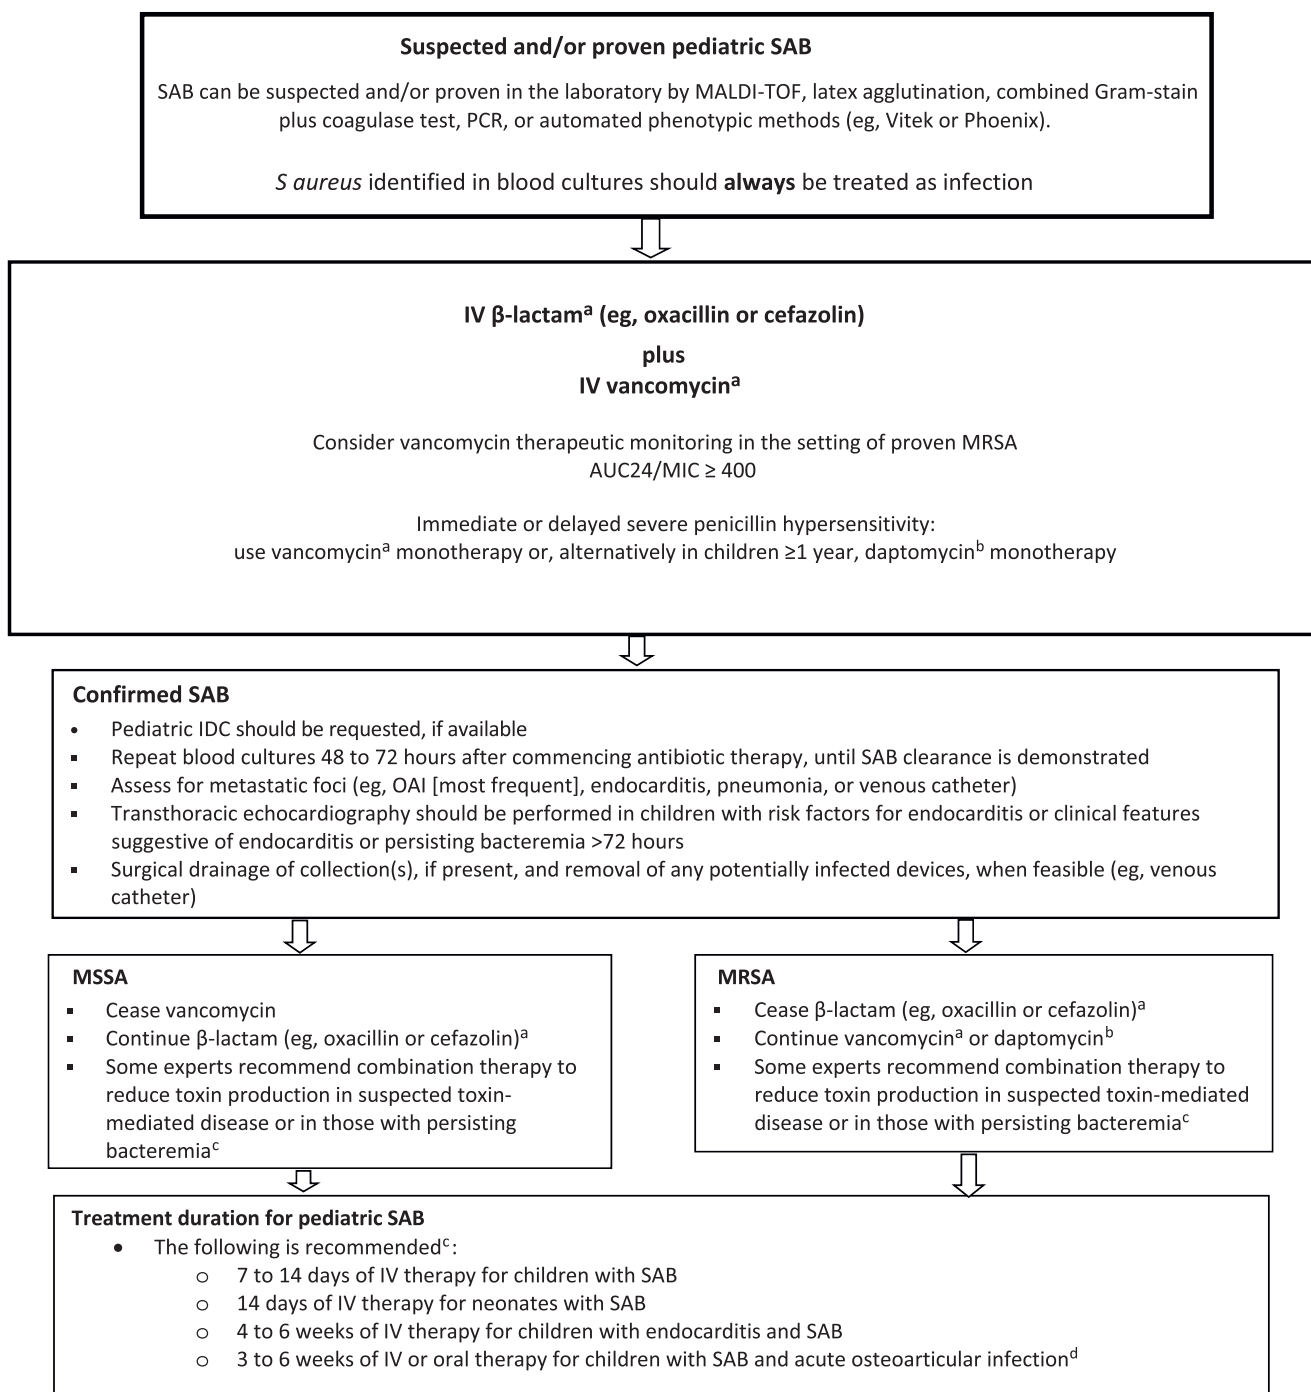 Suspected and/or proven pediatric SAB
SAB can be suspected and/or proven in the laboratory by MALDI-TOF, latex agglutination, combined Gram-stain
plus coagulase test, PCR, or automated phenotypic methods (eg, Vitek or Phoenix).
S aureus identified in blood cultures should always be treated as infection
IV β-lactamᵃ (eg, oxacillin or cefazolin)
plus
IV vancomycinᵃ
Consider vancomycin therapeutic monitoring in the setting of proven MRSA
AUC24/MIC ≥ 400
Immediate or delayed severe penicillin hypersensitivity:
use vancomycinᵃ monotherapy or, alternatively in children ≥1 year, daptomycinᵇ monotherapy
Confirmed SAB
• Pediatric IDC should be requested, if available
▪ Repeat blood cultures 48 to 72 hours after commencing antibiotic therapy, until SAB clearance is demonstrated
▪ Assess for metastatic foci (eg, OAI [most frequent], endocarditis, pneumonia, or venous catheter)
▪ Transthoracic echocardiography should be performed in children with risk factors for endocarditis or clinical features
suggestive of endocarditis or persisting bacteremia >72 hours
▪ Surgical drainage of collection(s), if present, and removal of any potentially infected devices, when feasible (eg, venous
catheter)
MSSA
▪ Cease vancomycin
▪ Continue β-lactam (eg, oxacillin or cefazolin)ᵃ
▪ Some experts recommend combination therapy to
reduce toxin production in suspected toxin-
mediated disease or in those with persisting
bacteremiaᶜ
MRSA
▪ Cease β-lactam (eg, oxacillin or cefazolin)ᵃ
▪ Continue vancomycinᵃ or daptomycinᵇ
▪ Some experts recommend combination therapy to
reduce toxin production in suspected toxin-mediated
disease or in those with persisting bacteremiaᶜ
Treatment duration for pediatric SAB
• The following is recommendedᶜ:
o 7 to 14 days of IV therapy for children with SAB
o 14 days of IV therapy for neonates with SAB
o 4 to 6 weeks of IV therapy for children with endocarditis and SAB
o 3 to 6 weeks of IV or oral therapy for children with SAB and acute osteoarticular infectionᵈ